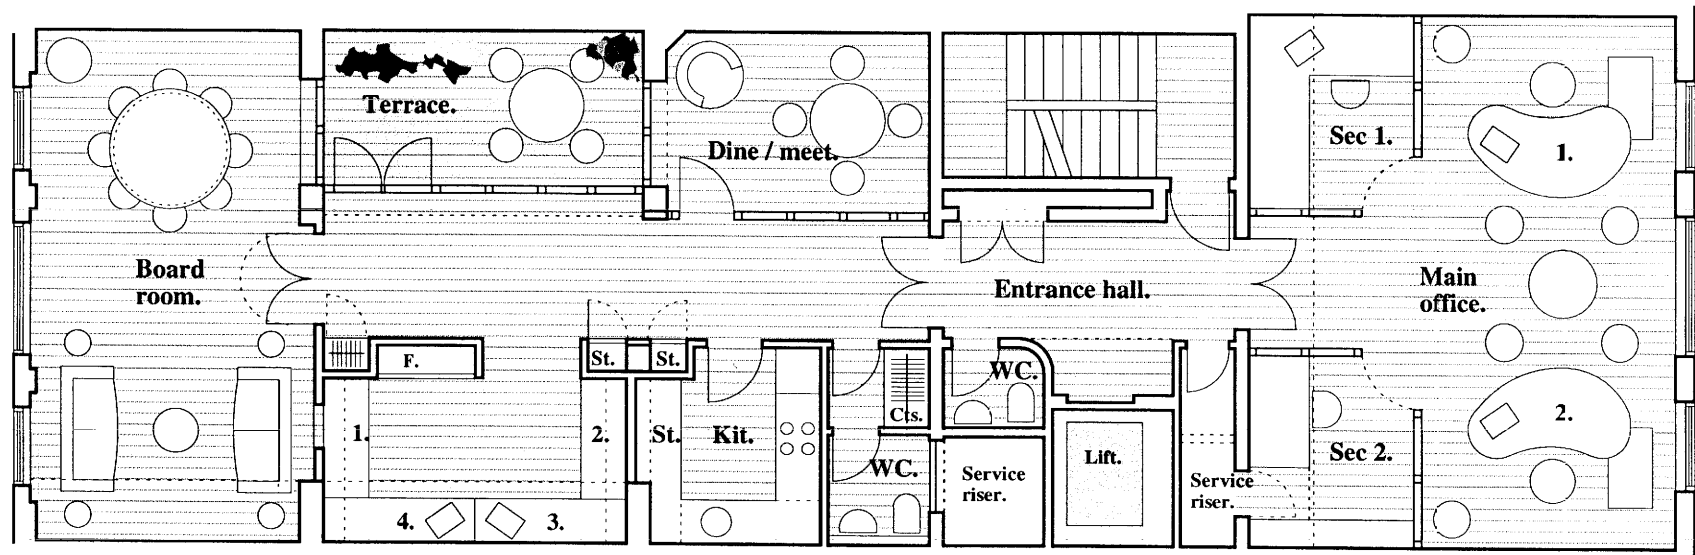 Terrace.
Dine / meet.
Sec 1.
1.
Board
room.
Entrance hall.
Main
office.
F.
St.
St.
WC.
Cts.
1.
2.
St.
Kit.
WC.
Lift.
Service
riser.
Service
riser.
Sec 2.
2.
4.
3.